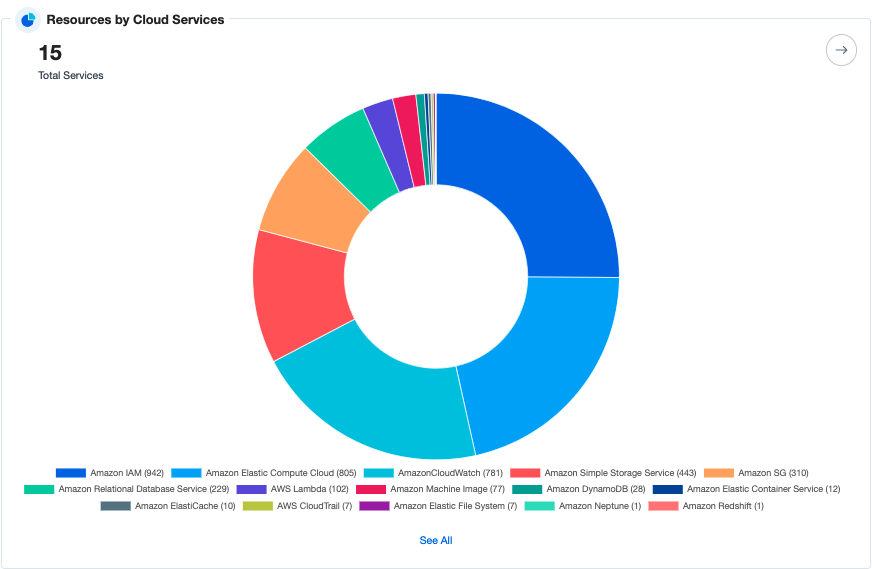 Resources by Cloud Services
15
Total Services
Amazon IAM (942) Amazon Elastic Compute Cloud (805) AmazonCloudWatch (781) Amazon Simple Storage Service (443) Amazon SG (310)
Amazon Relational Database Service (229) AWS Lambda (102) Amazon Machine Image (77) Amazon DynamoDB (28) Amazon Elastic Container Service (12)
Amazon ElastiCache (10) AWS CloudTrail (7) Amazon Elastic File System (7) Amazon Neptune (1) Amazon Redshift (1)
See All